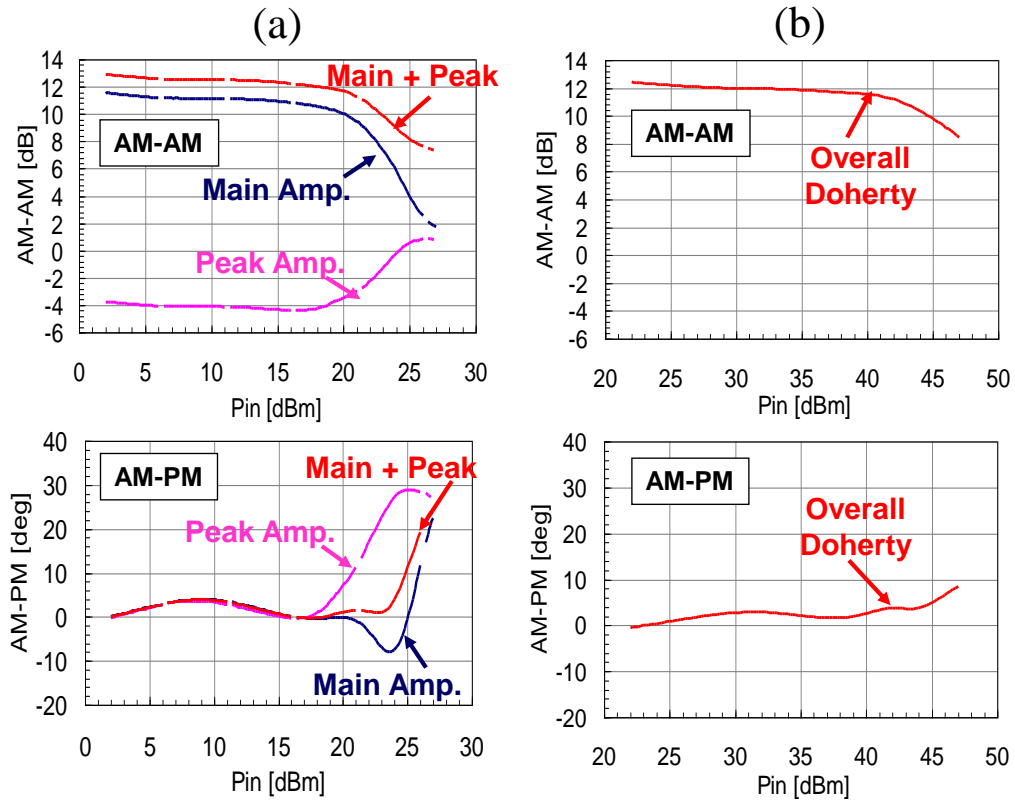 (a)
14
12
10
8
6
4
2
0
-2
-4
-6
AM-AM [dB]
AM-AM
Main + Peak
Main Amp.
Peak Amp.
0 5 10 15 20 25 30
Pin [dBm]
(b)
14
12
10
8
6
4
2
0
-2
-4
-6
AM-AM [dB]
AM-AM
Overall
Doherty
20 25 30 35 40 45 50
Pin [dBm]
40
30
20
10
0
-10
-20
AM-PM [deg]
AM-PM
Main + Peak
Peak Amp.
Main Amp.
0 5 10 15 20 25 30
Pin [dBm]
40
30
20
10
0
-10
-20
AM-PM [deg]
AM-PM
Overall
Doherty
20 25 30 35 40 45 50
Pin [dBm]